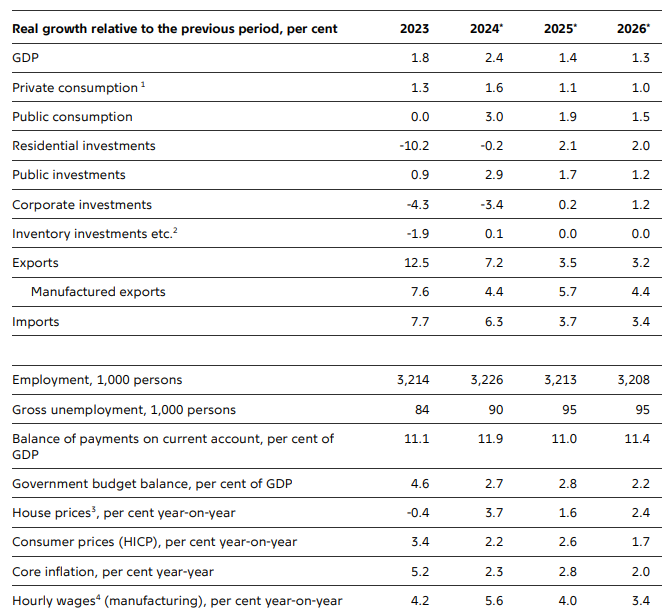 Real growth relative to the previous period, per cent 2023 2024* 2025* 2026*
GDP 1.8 2.4 1.4 1.3
Private consumption 1 1.3 1.6 1.1 1.0
Public consumption 0.0 3.0 1.9 1.5
Residential investments -10.2 -0.2 2.1 2.0
Public investments 0.9 2.9 1.7 1.2
Corporate investments -4.3 -3.4 0.2 1.2
Inventory investments etc.2 -1.9 0.1 0.0 0.0
Exports 12.5 7.2 3.5 3.2
Manufactured exports 7.6 4.4 5.7 4.4
Imports 7.7 6.3 3.7 3.4
Employment, 1,000 persons 3,214 3,226 3,213 3,208
Gross unemployment, 1,000 persons 84 90 95 95
Balance of payments on current account, per cent of 11.1 11.9 11.0 11.4
GDP
Government budget balance, per cent of GDP 4.6 2.7 2.8 2.2
House prices3, per cent year-on-year -0.4 3.7 1.6 2.4
Consumer prices (HICP), per cent year-on-year 3.4 2.2 2.6 1.7
Core inflation, per cent year-year 5.2 2.3 2.8 2.0
Hourly wages4 (manufacturing), per cent year-on-year 4.2 5.6 4.0 3.4